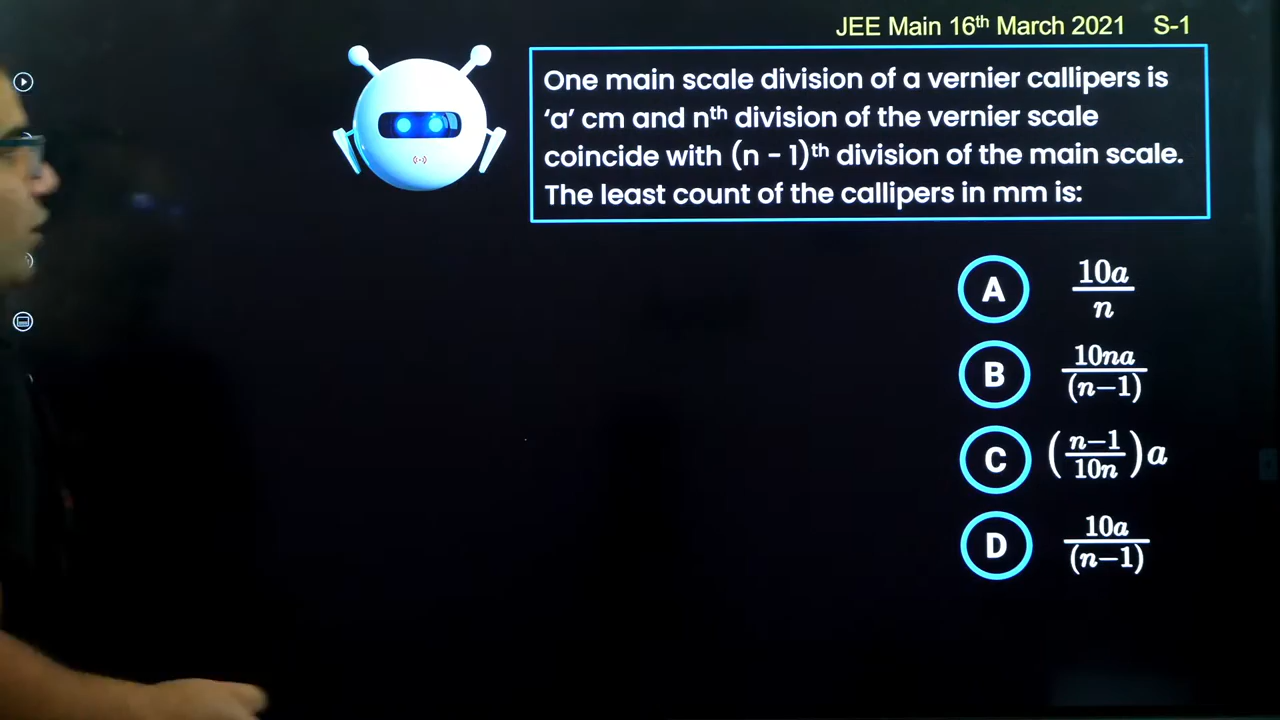 JEE Main 16th March 2021 S-1
One main scale division of a vernier callipers is
‘a’ cm and nth division of the vernier scale
coincide with (n - 1)th division of the main scale.
The least count of the callipers in mm is:
A 10a/n
B 10na/(n−1)
C (n−1/10n)a
D 10a/(n−1)